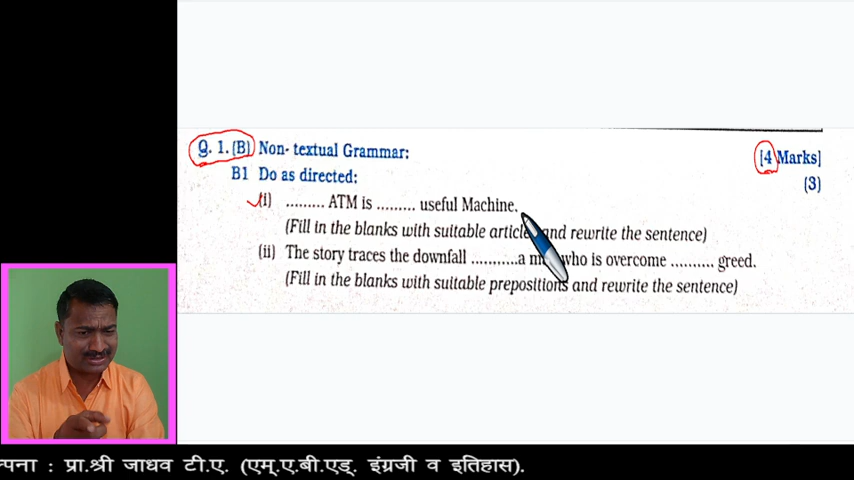 Q. 1. (B) Non- textual Grammar:
[4 Marks]
B1 Do as directed:
(3)
(i) ......... ATM is ......... useful Machine.
(Fill in the blanks with suitable article and rewrite the sentence)
(ii) The story traces the downfall ..........a who is overcome .......... greed.
(Fill in the blanks with suitable prepositions and rewrite the sentence)
पना : प्रा.श्री जाधव टी.ए. (एम्.ए.बी.एड्. इंग्रजी व इतिहास).